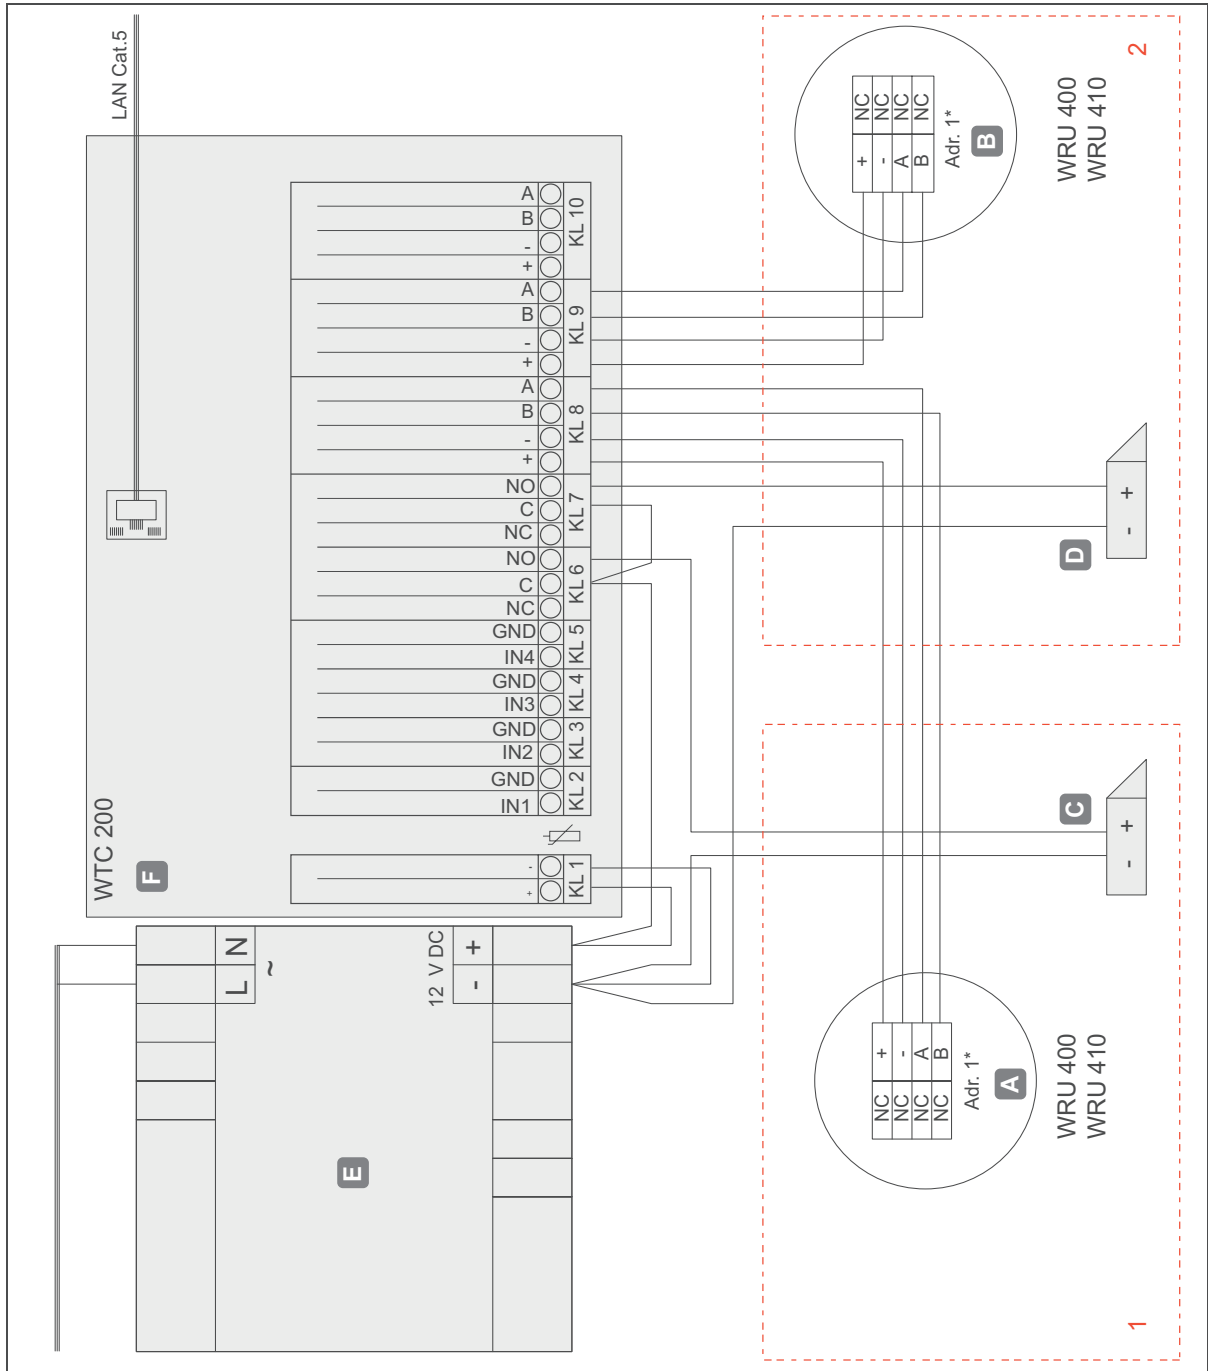 LAN Cat.5
WTC 200
F
A
B
-
+
KL 10
A
B
-
+
KL 9
A
B
-
+
KL 8
NO
C
NC
KL 7
NO
C
NC
KL 6
GND
IN4
KL 5
GND
IN3
KL 4
GND
IN2
KL 3
GND
IN1
KL 2
-
+
KL 1
L N
~
12 V DC
- +
E
2
+ NC
- NC
A NC
B NC
Adr. 1*
B
WRU 400
WRU 410
D
- +
C
- +
NC +
NC -
NC A
NC B
Adr. 1*
A
WRU 400
WRU 410
1